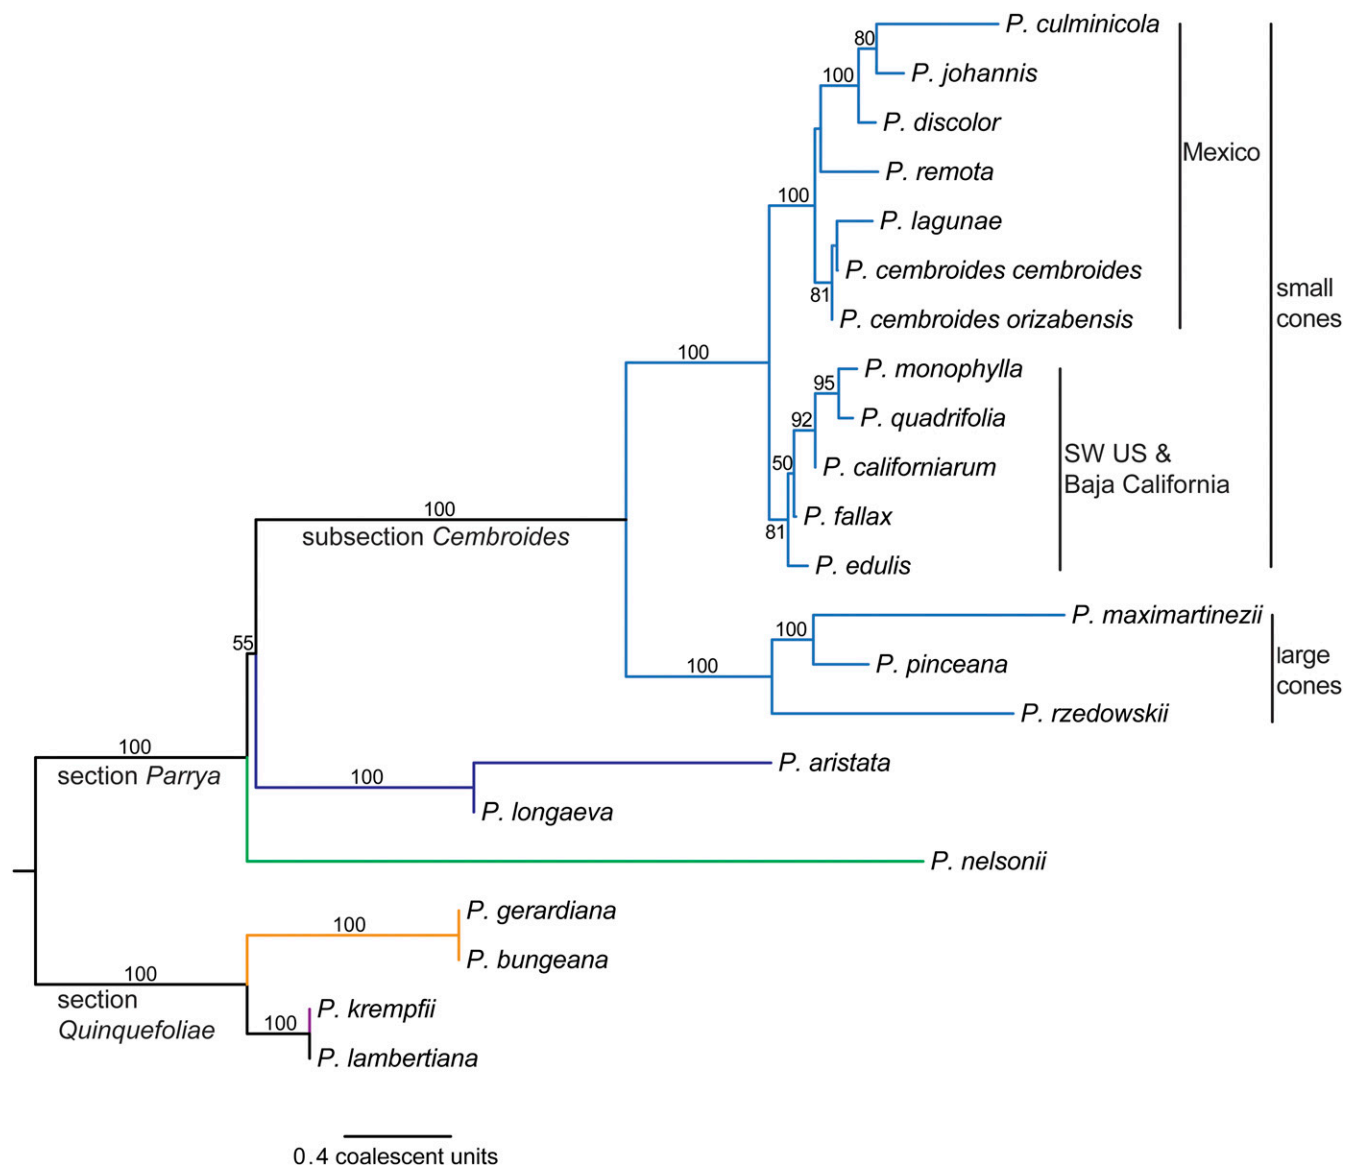 P. culminicola
80
P. johannis
100
P. discolor
Mexico
P. remota
100
P. lagunae
P. cembroides cembroides
81
small
cones
P. cembroides orizabensis
100
P. monophylla
95
92
P. quadrifolia
SW US &
Baja California
50
P. californiarum
P. fallax
81
100
subsection Cembroides
P. edulis
P. maximartinezii
100
55
large
cones
P. pinceana
100
P. rzedowskii
100
section Parrya
P. aristata
100
P. longaeva
P. nelsonii
P. gerardiana
100
P. bungeana
100
section
Quinquefoliae
P. krempfii
100
P. lambertiana
0.4 coalescent units